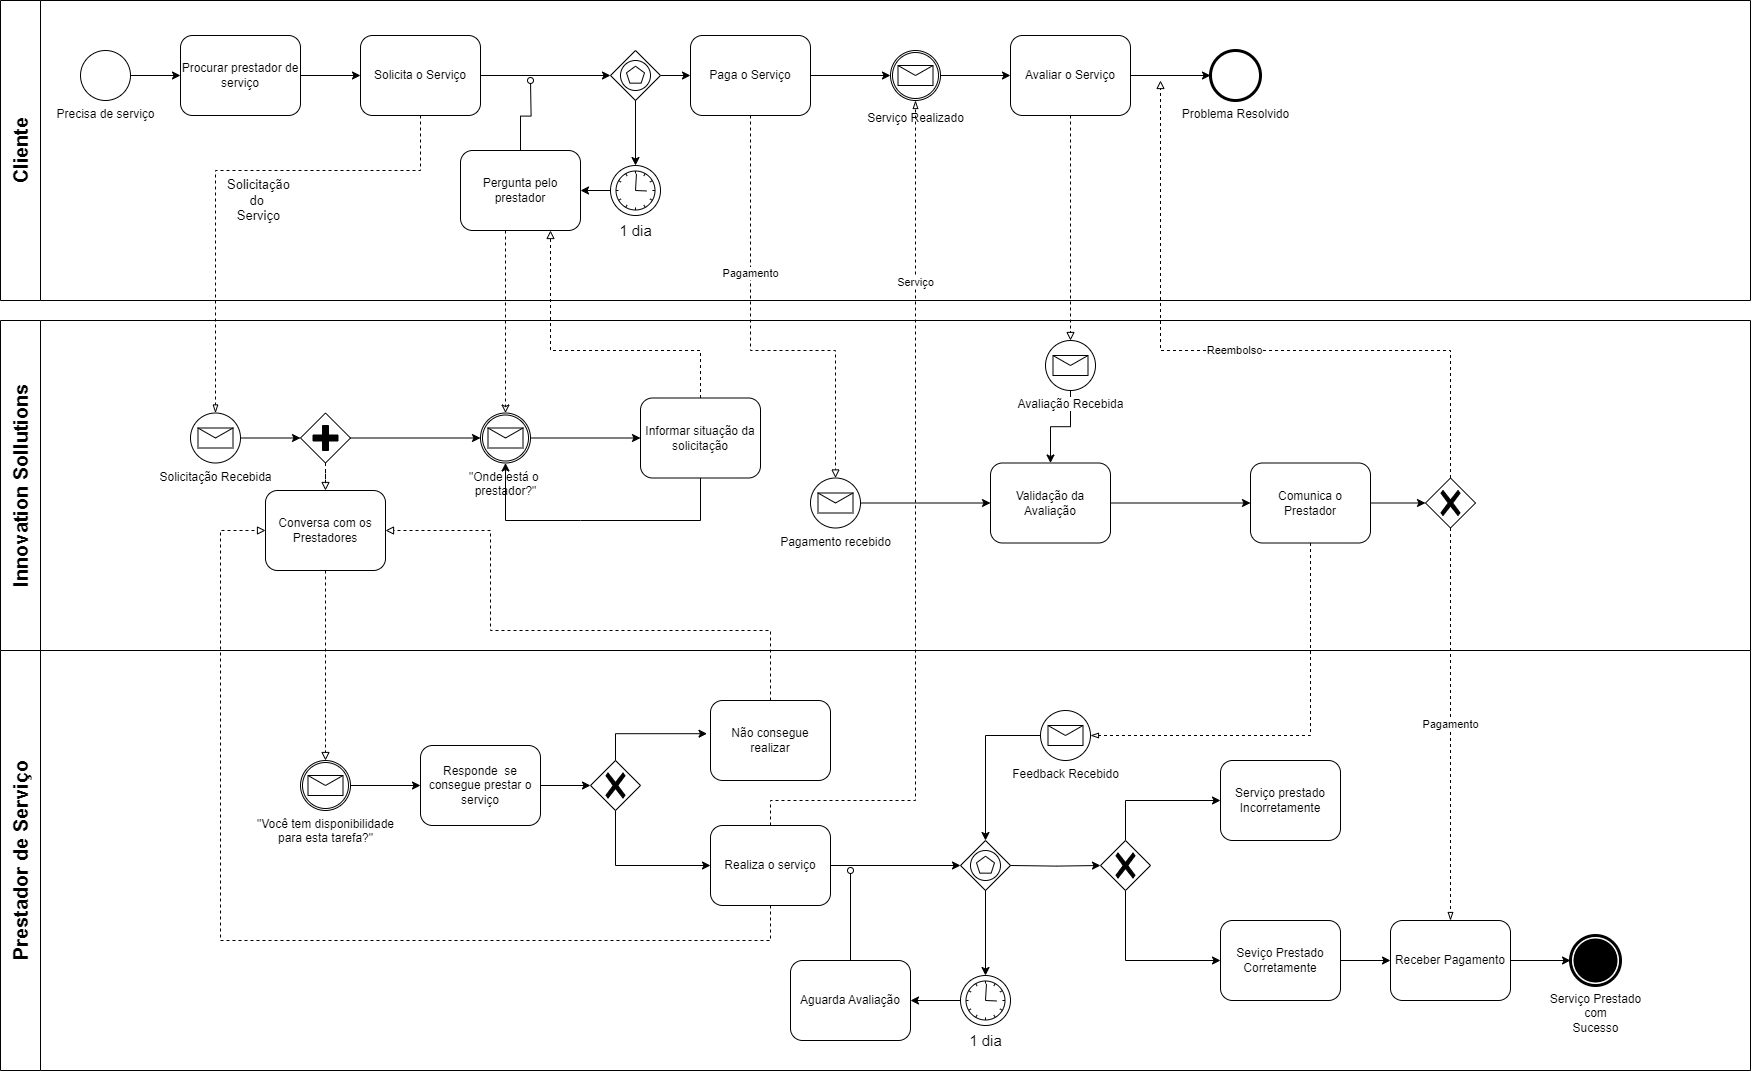 Cliente
Precisa de serviço
Procurar prestador de
serviço
Solicita o Serviço
Paga o Serviço
Serviço Realizado
Avaliar o Serviço
Problema Resolvido
Pergunta pelo
prestador
1 dia
Solicitação
do
Serviço
Pagamento
Serviço
Innovation Solutions
Reembolso
Avaliação Recebida
Solicitação Recebida
"Onde está o
prestador?"
Informar situação da
solicitação
Conversa com os
Prestadores
Pagamento recebido
Validação da
Avaliação
Comunica o
Prestador
Prestador de Serviço
Pagamento
"Você tem disponibilidade
para esta tarefa?"
Responde  se
consegue prestar o
serviço
Não consegue
realizar
Realiza o serviço
Feedback Recebido
Serviço prestado
Incorretamente
Aguarda Avaliação
1 dia
Seviço Prestado
Corretamente
Receber Pagamento
Serviço Prestado
com
Sucesso